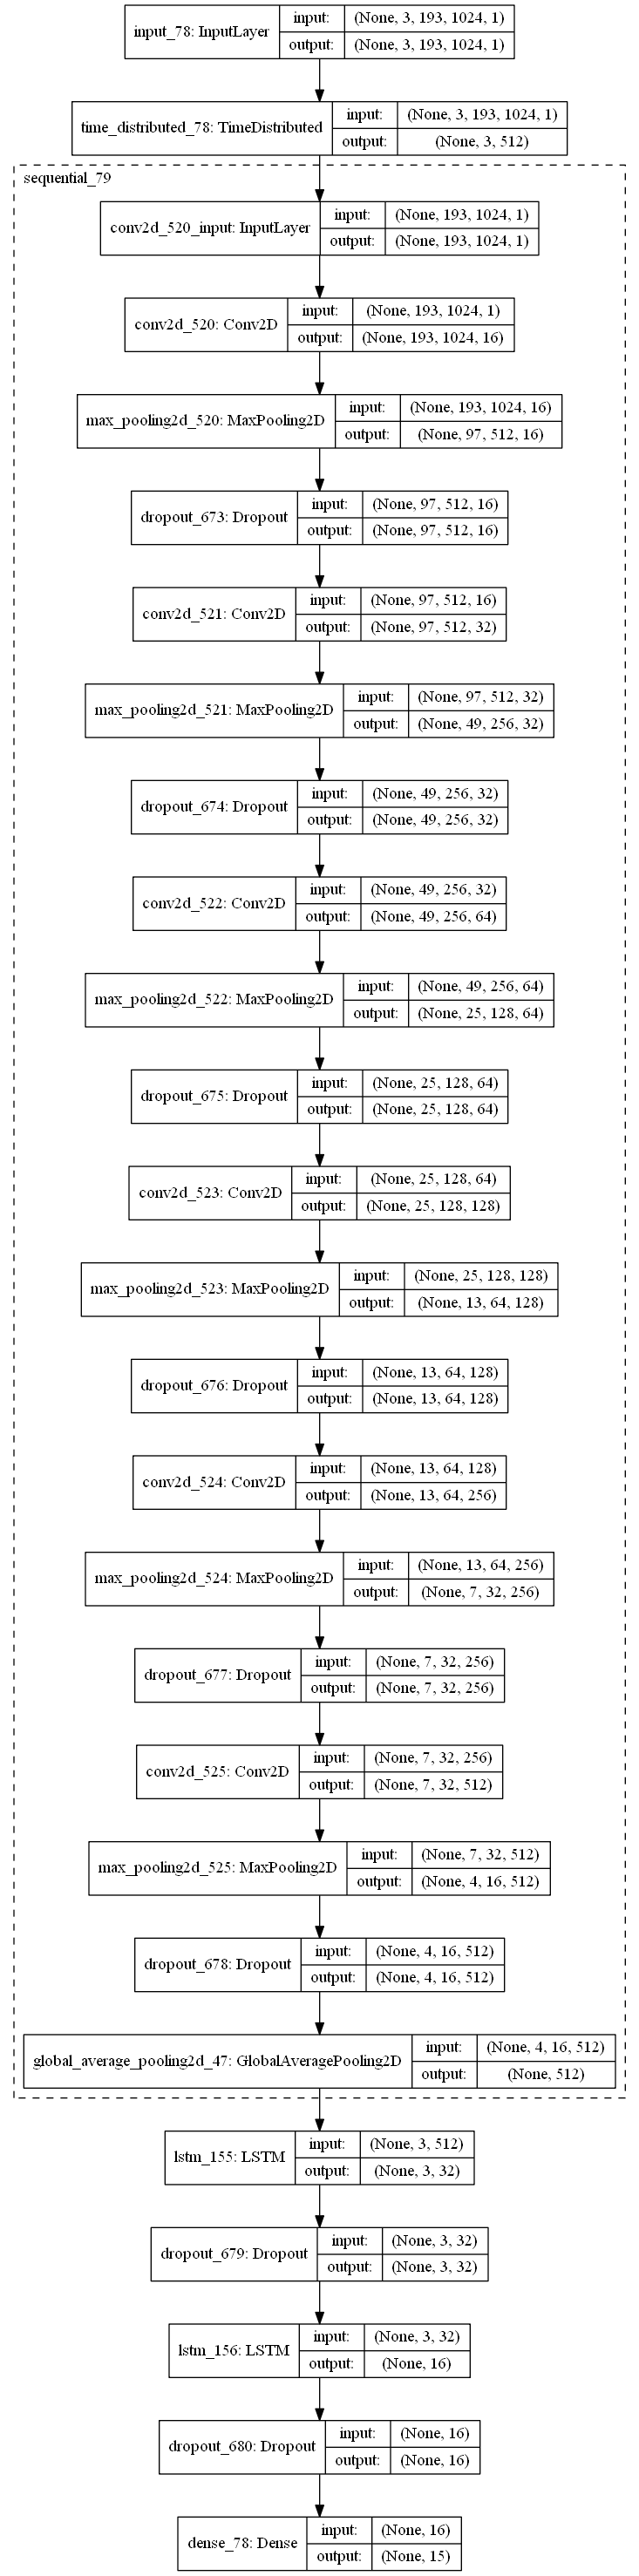 input_78: InputLayer
input:
(None, 3, 193, 1024, 1)
output:
(None, 3, 193, 1024, 1)
time_distributed_78: TimeDistributed
input:
(None, 3, 193, 1024, 1)
output:
(None, 3, 512)
sequential_79
conv2d_520_input: InputLayer
input:
(None, 193, 1024, 1)
output:
(None, 193, 1024, 1)
conv2d_520: Conv2D
input:
(None, 193, 1024, 1)
output:
(None, 193, 1024, 16)
max_pooling2d_520: MaxPooling2D
input:
(None, 193, 1024, 16)
output:
(None, 97, 512, 16)
dropout_673: Dropout
input:
(None, 97, 512, 16)
output:
(None, 97, 512, 16)
conv2d_521: Conv2D
input:
(None, 97, 512, 16)
output:
(None, 97, 512, 32)
max_pooling2d_521: MaxPooling2D
input:
(None, 97, 512, 32)
output:
(None, 49, 256, 32)
dropout_674: Dropout
input:
(None, 49, 256, 32)
output:
(None, 49, 256, 32)
conv2d_522: Conv2D
input:
(None, 49, 256, 32)
output:
(None, 49, 256, 64)
max_pooling2d_522: MaxPooling2D
input:
(None, 49, 256, 64)
output:
(None, 25, 128, 64)
dropout_675: Dropout
input:
(None, 25, 128, 64)
output:
(None, 25, 128, 64)
conv2d_523: Conv2D
input:
(None, 25, 128, 64)
output:
(None, 25, 128, 128)
max_pooling2d_523: MaxPooling2D
input:
(None, 25, 128, 128)
output:
(None, 13, 64, 128)
dropout_676: Dropout
input:
(None, 13, 64, 128)
output:
(None, 13, 64, 128)
conv2d_524: Conv2D
input:
(None, 13, 64, 128)
output:
(None, 13, 64, 256)
max_pooling2d_524: MaxPooling2D
input:
(None, 13, 64, 256)
output:
(None, 7, 32, 256)
dropout_677: Dropout
input:
(None, 7, 32, 256)
output:
(None, 7, 32, 256)
conv2d_525: Conv2D
input:
(None, 7, 32, 256)
output:
(None, 7, 32, 512)
max_pooling2d_525: MaxPooling2D
input:
(None, 7, 32, 512)
output:
(None, 4, 16, 512)
dropout_678: Dropout
input:
(None, 4, 16, 512)
output:
(None, 4, 16, 512)
global_average_pooling2d_47: GlobalAveragePooling2D
input:
(None, 4, 16, 512)
output:
(None, 512)
lstm_155: LSTM
input:
(None, 3, 512)
output:
(None, 3, 32)
dropout_679: Dropout
input:
(None, 3, 32)
output:
(None, 3, 32)
lstm_156: LSTM
input:
(None, 3, 32)
output:
(None, 16)
dropout_680: Dropout
input:
(None, 16)
output:
(None, 16)
dense_78: Dense
input:
(None, 16)
output:
(None, 15)